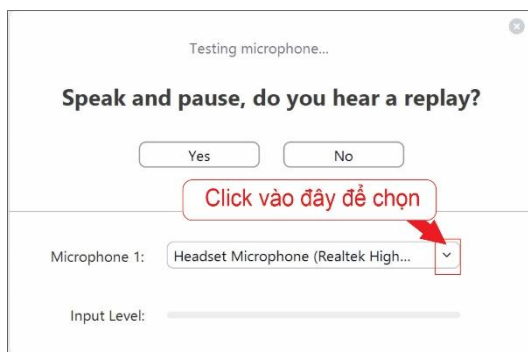 Testing microphone...
Speak and pause, do you hear a replay?
Yes No
Click vào đây để chọn
Microphone 1: Headset Microphone (Realtek High...
Input Level: